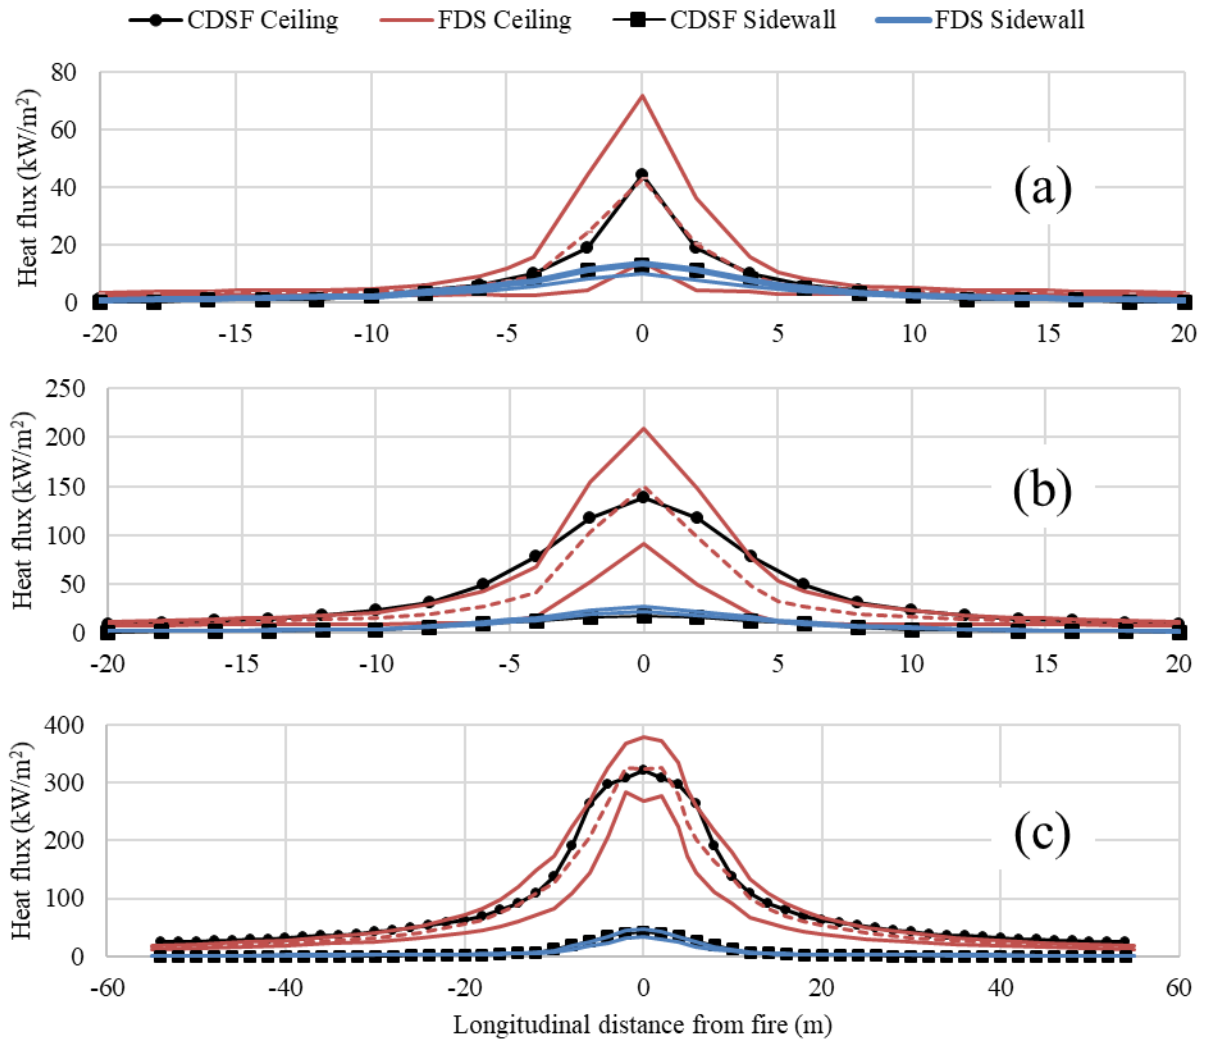 CDSF Ceiling FDS Ceiling CDSF Sidewall FDS Sidewall
Heat flux (kW/m²)
80
60
40
20
0
(a)
-20 -15 -10 -5 0 5 10 15 20
Heat flux (kW/m²)
250
200
150
100
50
0
(b)
-20 -15 -10 -5 0 5 10 15 20
Heat flux (kW/m²)
400
300
200
100
0
(c)
-60 -40 -20 0 20 40 60
Longitudinal distance from fire (m)